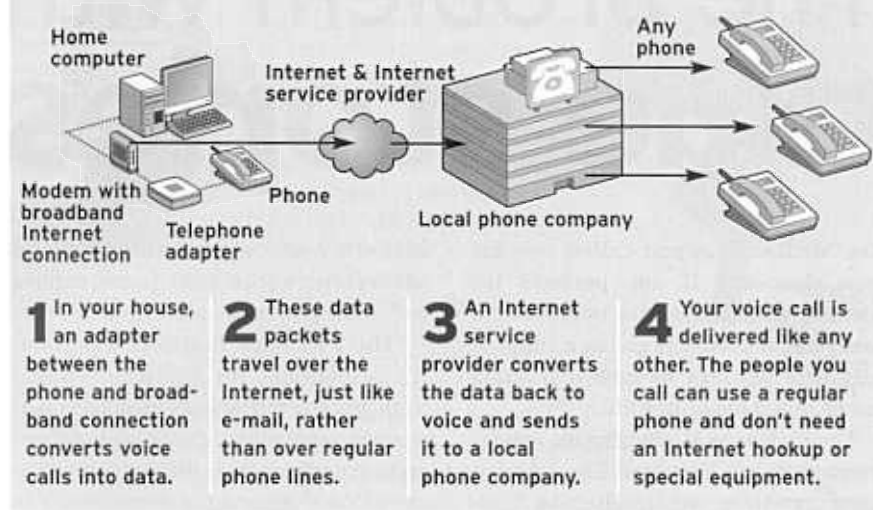 Home
computer
Internet & Internet
service provider
Any
phone
Modem with
broadband
Internet
connection
Telephone
adapter
Phone
Local phone company
1 In your house,
an adapter
between the
phone and broad-
band connection
converts voice
calls into data.
2 These data
packets
travel over the
Internet, just like
e-mail, rather
than over regular
phone lines.
3 An Internet
service
provider converts
the data back to
voice and sends
it to a local
phone company.
4 Your voice call is
delivered like any
other. The people you
call can use a regular
phone and don't need
an Internet hookup or
special equipment.